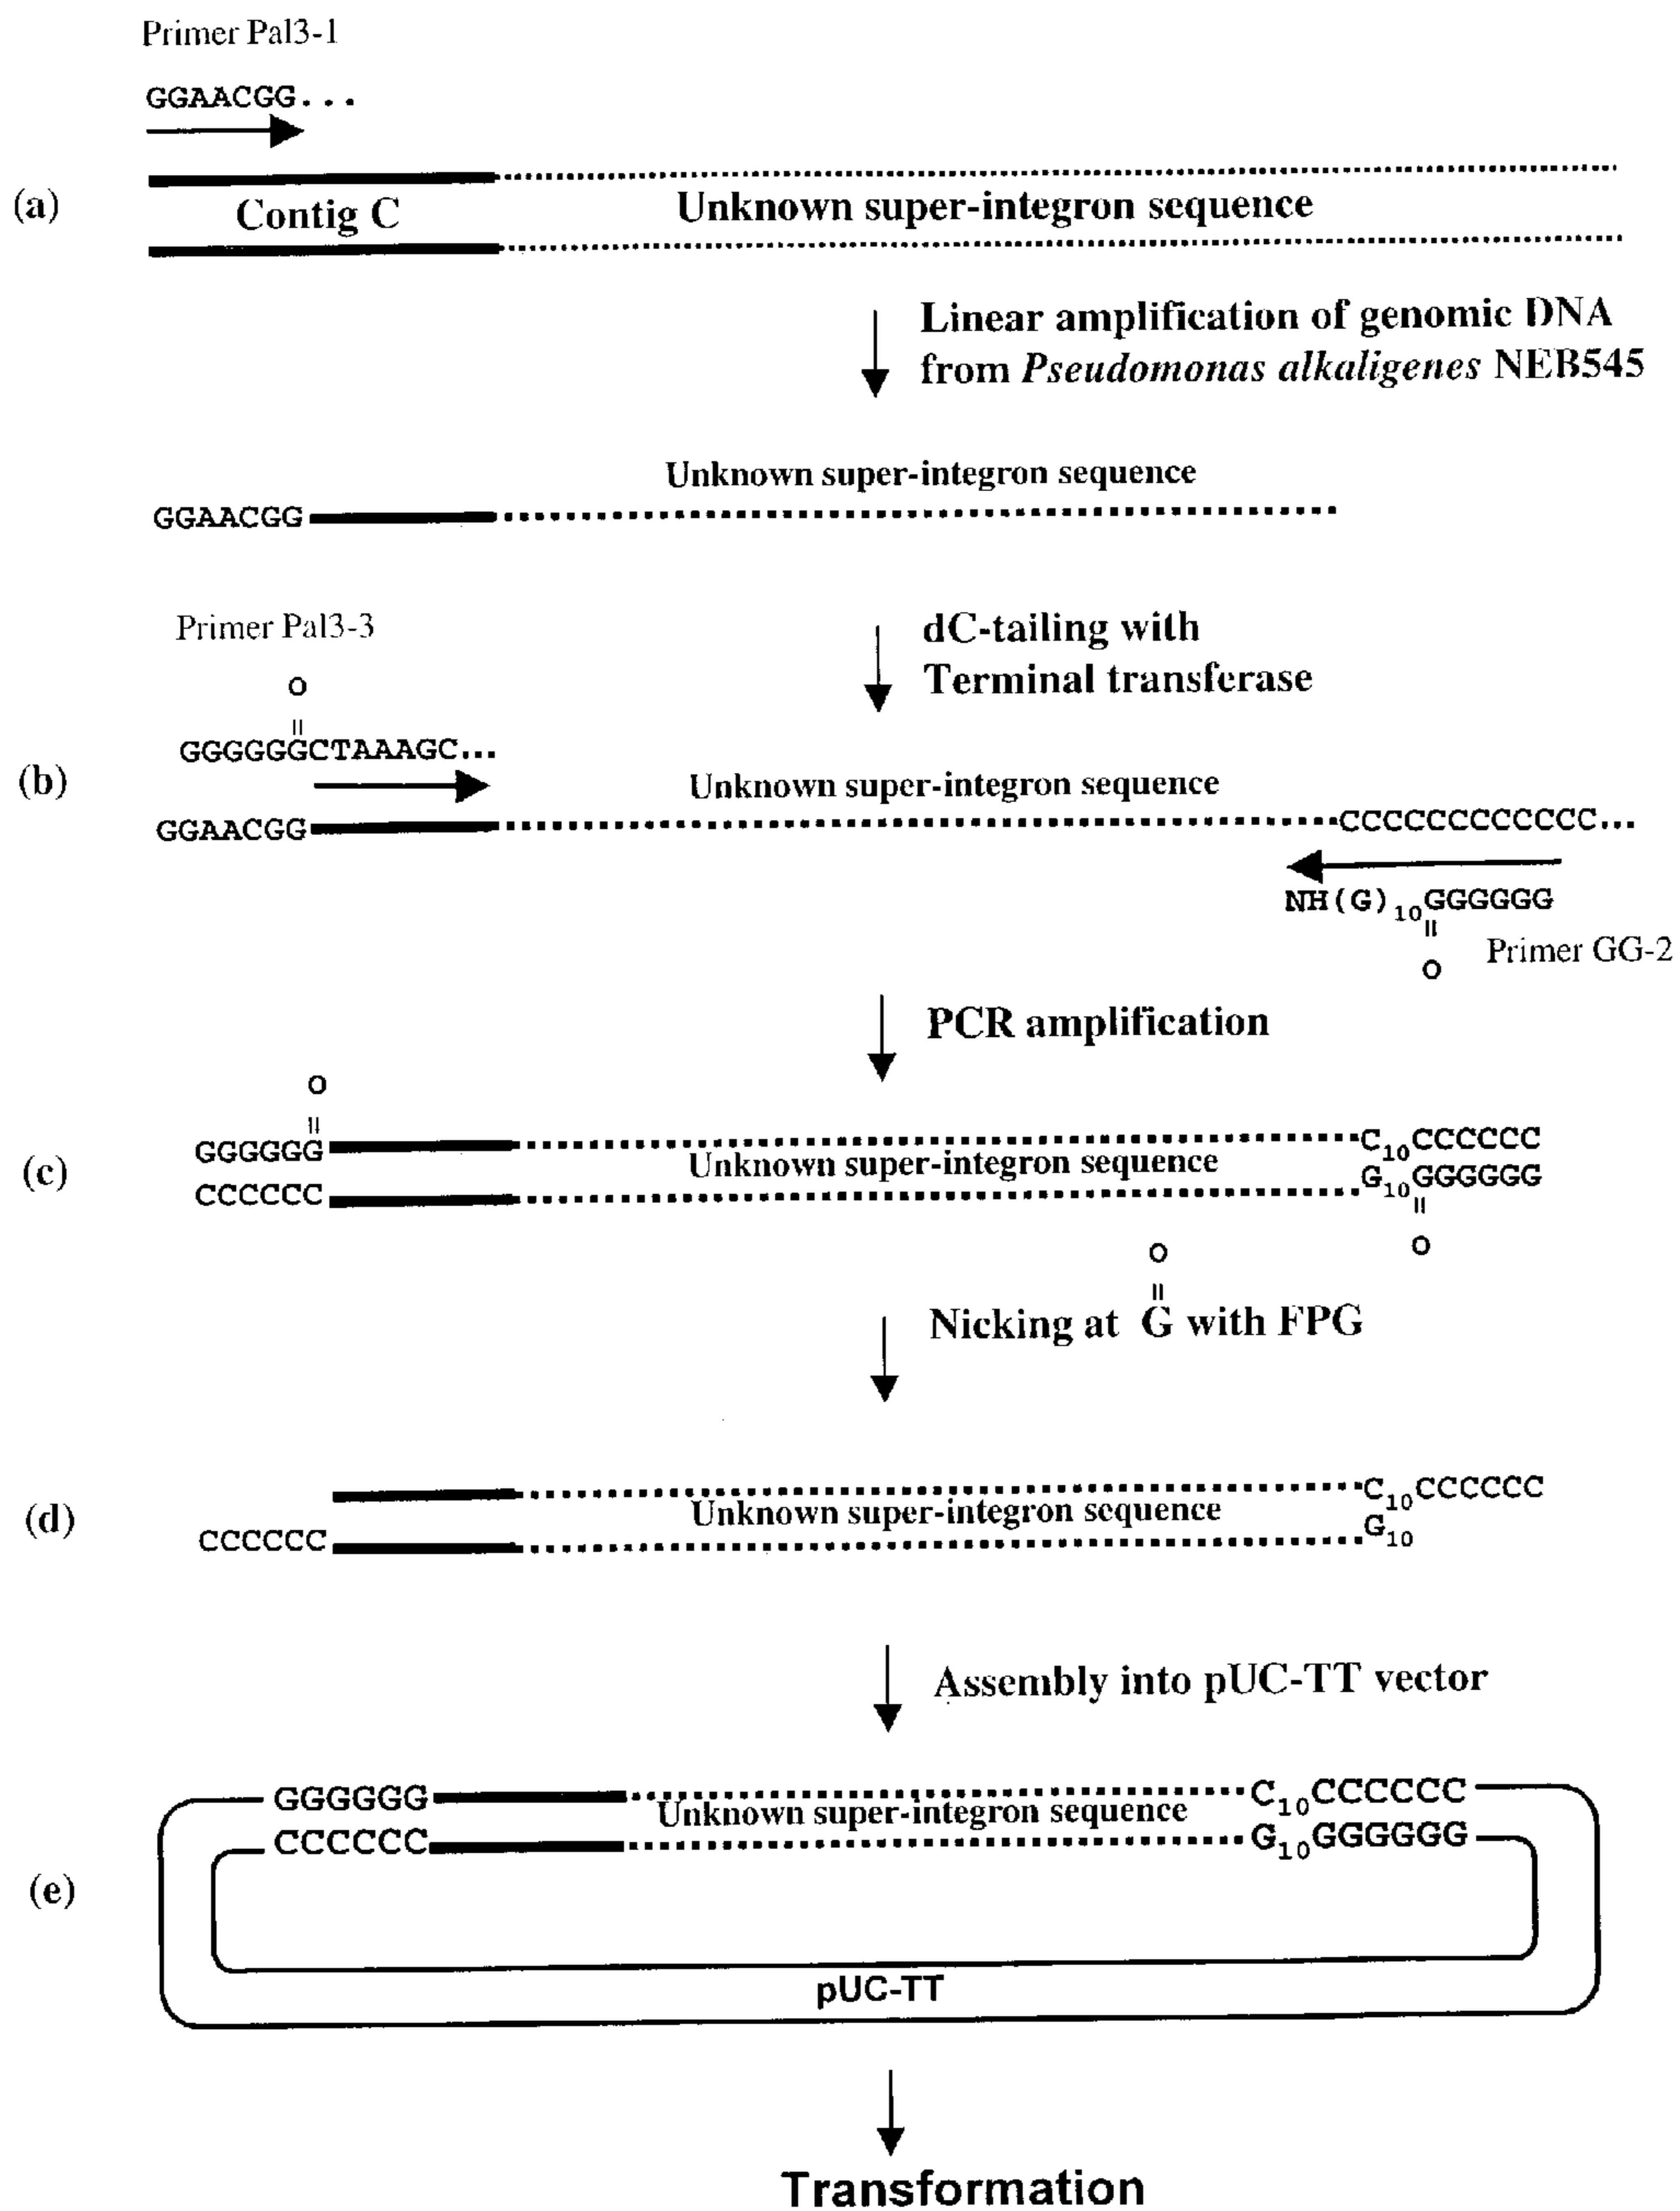 Primer Pal3-1
GGAACGG...
(a)
Contig C
Unknown super-integron sequence
Linear amplification of genomic DNA
from Pseudomonas alkaligenes NEB545
Unknown super-integron sequence
GGAACGG
Primer Pal3-3
dC-tailing with
Terminal transferase
O
=
GGGGGGCTAAAGC...
(b)
Unknown super-integron sequence
GGAACGG
CCCCCCCCCCCC...
NH(G)10GGGGGG
=
O
Primer GG-2
PCR amplification
O
=
GGGGGG
C10CCCCCC
(c)
Unknown super-integron sequence
CCCCCC
G10GGGGGG
=
O
O
=
Nicking at G with FPG
C10CCCCCC
(d)
Unknown super-integron sequence
CCCCCC
G10
Assembly into pUC-TT vector
GGGGGG
C10CCCCCC
Unknown super-integron sequence
CCCCCC
G10GGGGGG
(e)
pUC-TT
Transformation